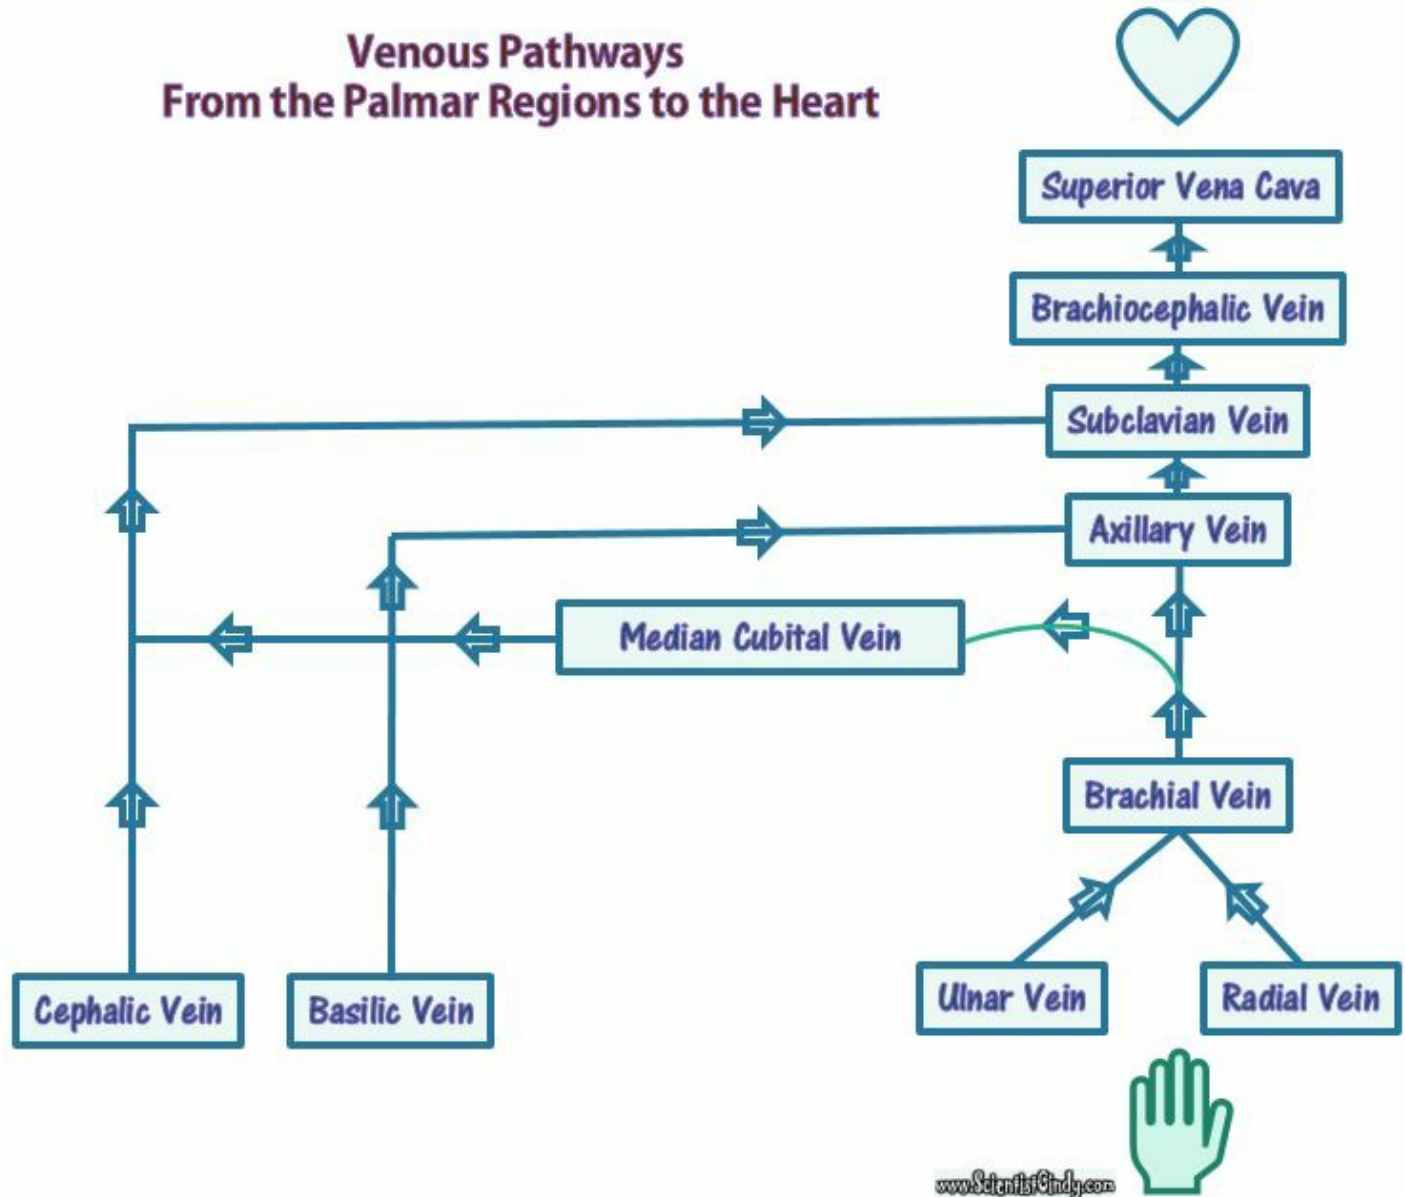 Venous Pathways
From the Palmar Regions to the Heart
Superior Vena Cava
Brachiocephalic Vein
Subclavian Vein
Axillary Vein
Median Cubital Vein
Brachial Vein
Cephalic Vein
Basilic Vein
Ulnar Vein
Radial Vein
www.ScientistCindy.com